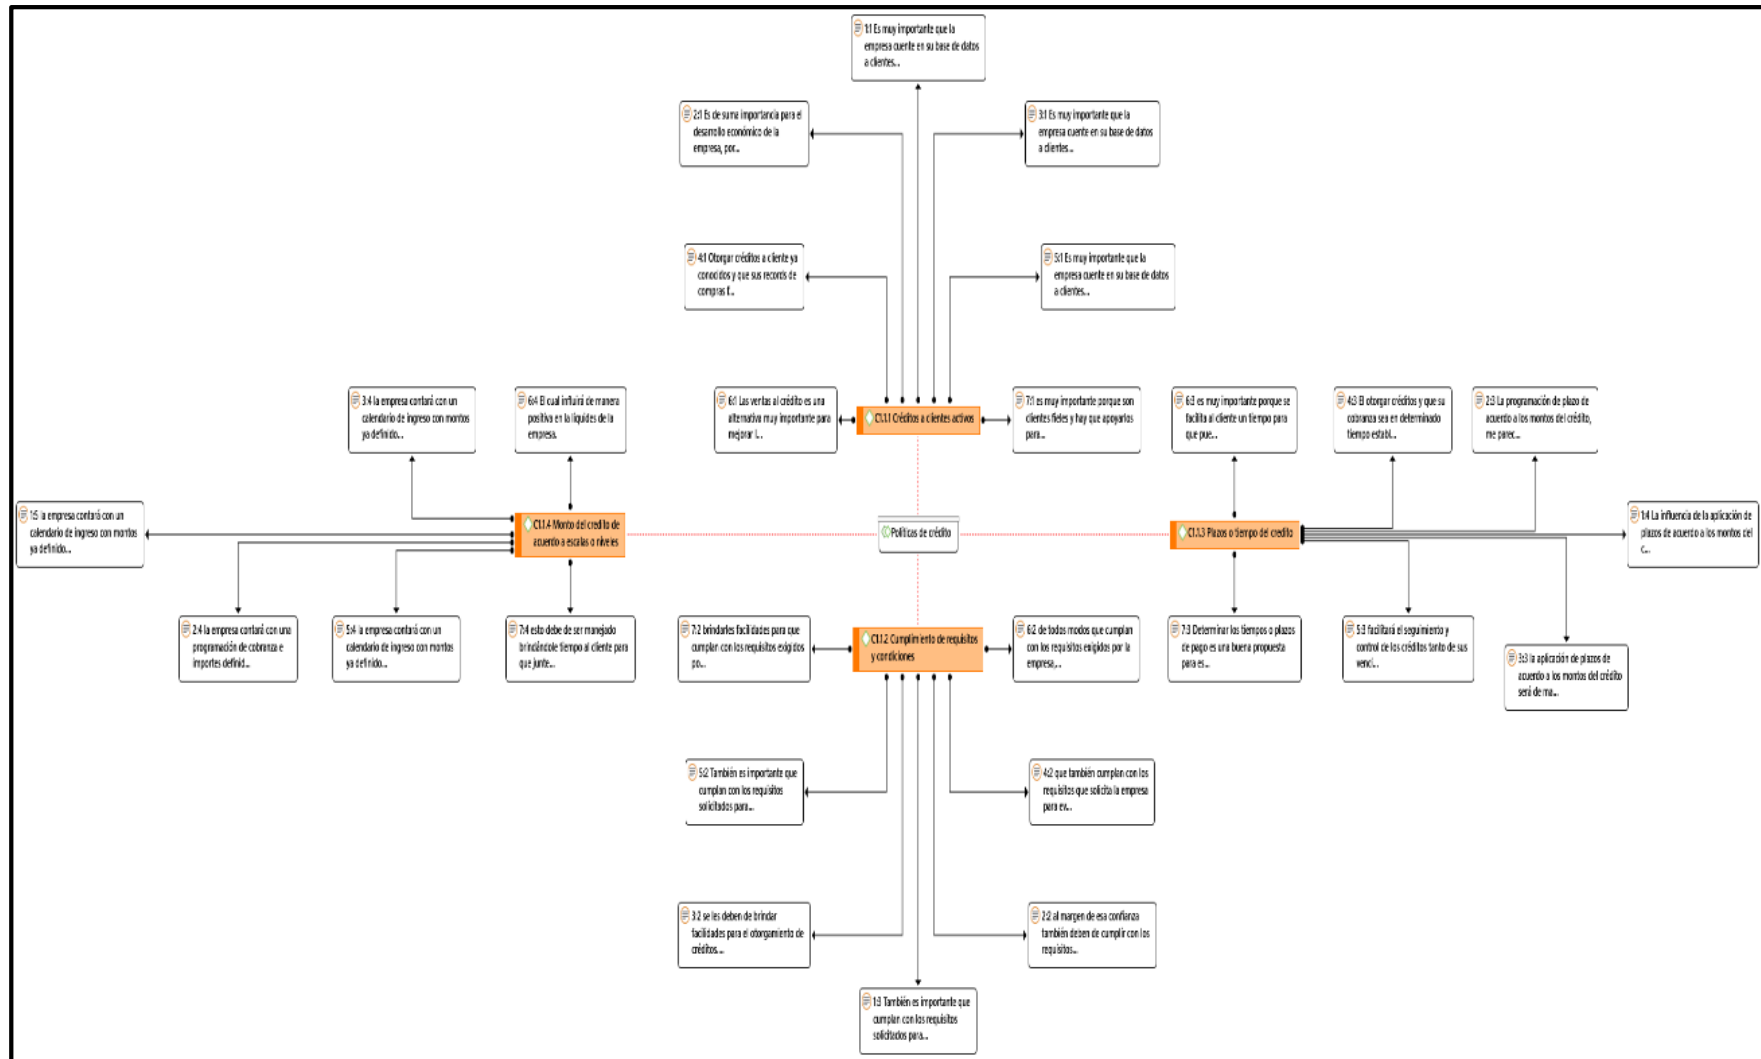 1:1 Es muy importante que la
empresa cuente en su base de datos
a clientes...
2:1 Es de suma importancia para el
desarrollo económico de la
empresa, por...
3:1 Es muy importante que la
empresa cuente en su base de datos
a clientes...
4:1 Otorgar créditos a cliente ya
conocidos y que sus records de
compras f...
5:1 Es muy importante que la
empresa cuente en su base de datos
a clientes...
3:4 la empresa contará con un
calendario de ingreso con montos
ya definido...
6:4 El cual influirá de manera
positiva en la liquides de la
empresa.
6:1 Las ventas al crédito es una
alternativa muy importante para
mejorar l...
C1.1.1 Créditos a clientes activos
7:1 es muy importante porque son
clientes fieles y hay que apoyarlos
para...
6:3 es muy importante porque se
facilita al cliente un tiempo para
que pue...
4:3 El otorgar créditos y que su
cobranza sea en determinado
tiempo establ...
2:3 La programación de plazo de
acuerdo a los montos del crédito,
me parec...
1:5 la empresa contará con un
calendario de ingreso con montos
ya definido...
C1.1.4 Monto del credito de
acuerdo a escalas o niveles
Políticas de crédito
C1.1.3 Plazos o tiempo del credito
1:4 La influencia de la aplicación de
plazos de acuerdo a los montos del
c...
2:4 la empresa contará con una
programación de cobranza e
importes definid...
5:4 la empresa contará con un
calendario de ingreso con montos
ya definido...
7:4 esto debe de ser manejado
brindándole tiempo al cliente para
que junte...
7:2 brindarles facilidades para que
cumplan con los requisitos exigidos
po...
C1.1.2 Cumplimiento de requisitos
y condiciones
6:2 de todos modos que cumplan
con los requisitos exigidos por la
empresa,...
7:3 Determinar los tiempos o plazos
de pago es una buena propuesta
para es...
5:3 facilitará el seguimiento y
control de los créditos tanto de sus
venci...
3:3 la aplicación de plazos de
acuerdo a los montos del crédito
será de ma...
5:2 También es importante que
cumplan con los requisitos
solicitados para...
4:2 que también cumplan con los
requisitos que solicita la empresa
para ev...
3:2 se les deben de brindar
facilidades para el otorgamiento de
créditos....
2:2 al margen de esa confianza
también deben de cumplir con los
requisitos...
1:3 También es importante que
cumplan con los requisitos
solicitados para...